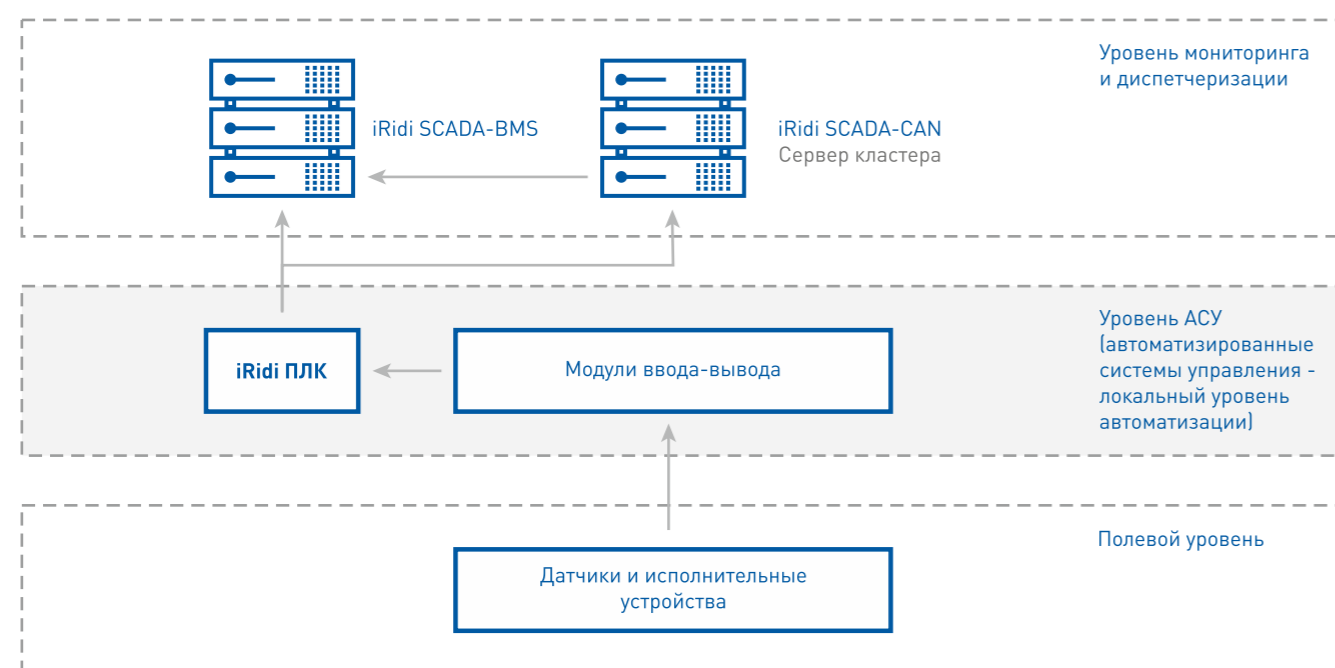 Уровень мониторинга
и диспетчеризации
iRidi SCADA-BMS
iRidi SCADA-CAN
Сервер кластера
Уровень АСУ
(автоматизированные
системы управления -
локальный уровень
автоматизации)
iRidi ПЛК
Модули ввода-вывода
Полевой уровень
Датчики и исполнительные
устройства